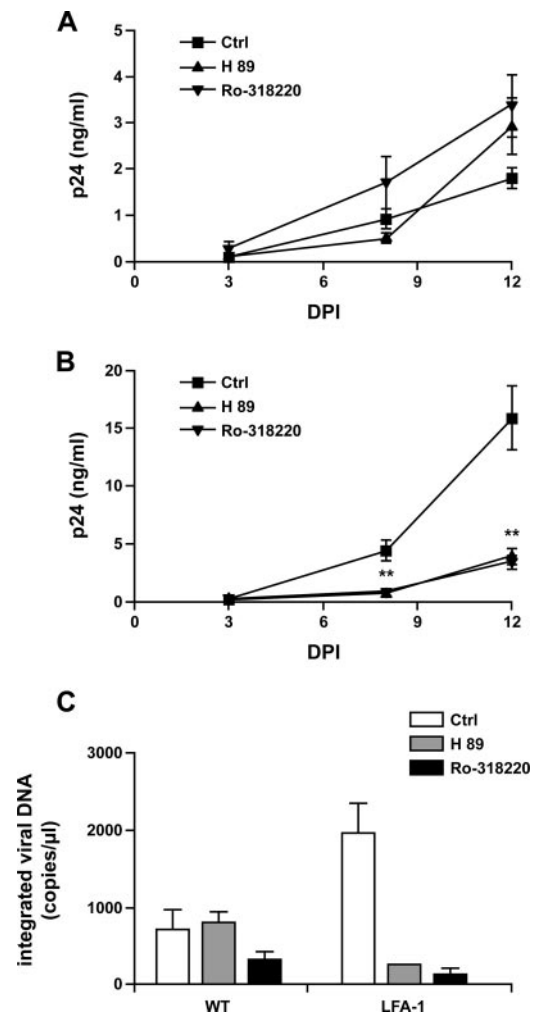 A
Ctrl
H 89
Ro-318220
p24 (ng/ml)
5
4
3
2
1
0
0 3 6 9 12
DPI
B
Ctrl
H 89
Ro-318220
p24 (ng/ml)
20
15
10
5
0
**
**
0 3 6 9 12
DPI
C
Ctrl
H 89
Ro-318220
integrated viral DNA
(copies/µl)
3000
2000
1000
0
WT LFA-1